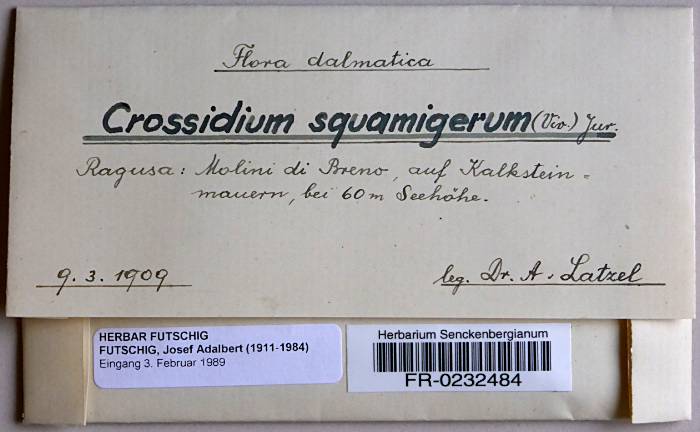 Flora dalmatica
Crossidium squamigerum (Viv.) Jur.
Ragusa: Molini di Breno, auf Kalkstein=
mauern, bei 60 m Seehöhe.
9. 3. 1909
leg. Dr. A. Latzel
HERBAR FUTSCHIG
FUTSCHIG, Josef Adalbert (1911-1984)
Eingang 3. Februar 1989
Herbarium Senckenbergianum
FR-0232484